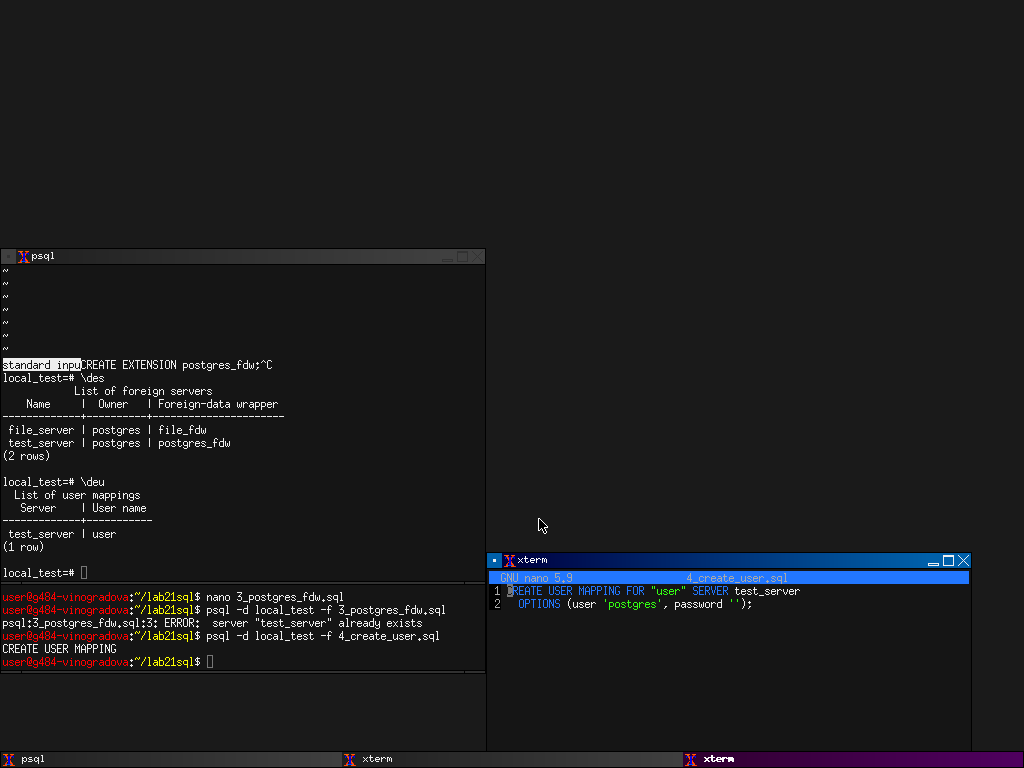 psql
~
~
~
~
~
~
~
standard inpuCREATE EXTENSION postgres_fdw;^C
local_test=# \des
List of foreign servers
Name | Owner | Foreign-data wrapper
-------------+----------+----------------------
file_server | postgres | file_fdw
test_server | postgres | postgres_fdw
(2 rows)
local_test=# \deu
List of user mappings
Server | User name
-------------+-----------
test_server | user
(1 row)
local_test=#
user@g484-vinogradova:~/lab21sql$ nano 3_postgres_fdw.sql
user@g484-vinogradova:~/lab21sql$ psql -d local_test -f 3_postgres_fdw.sql
psql:3_postgres_fdw.sql:3: ERROR:  server "test_server" already exists
user@g484-vinogradova:~/lab21sql$ psql -d local_test -f 4_create_user.sql
CREATE USER MAPPING
user@g484-vinogradova:~/lab21sql$
xterm
GNU nano 5.9 4_create_user.sql
1 CREATE USER MAPPING FOR "user" SERVER test_server
2 OPTIONS (user 'postgres', password '');
psql
xterm
xterm